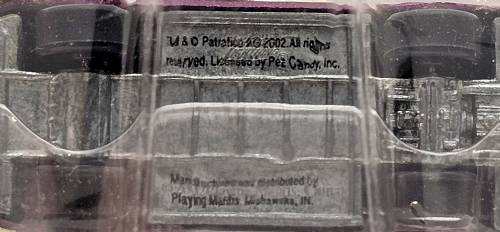 TM & © Patrafico AG 2002. All rights
reserved. Licensed by Pez Candy, Inc.
Manufactured and distributed by
Playing Mantis. Mishawaka, IN.